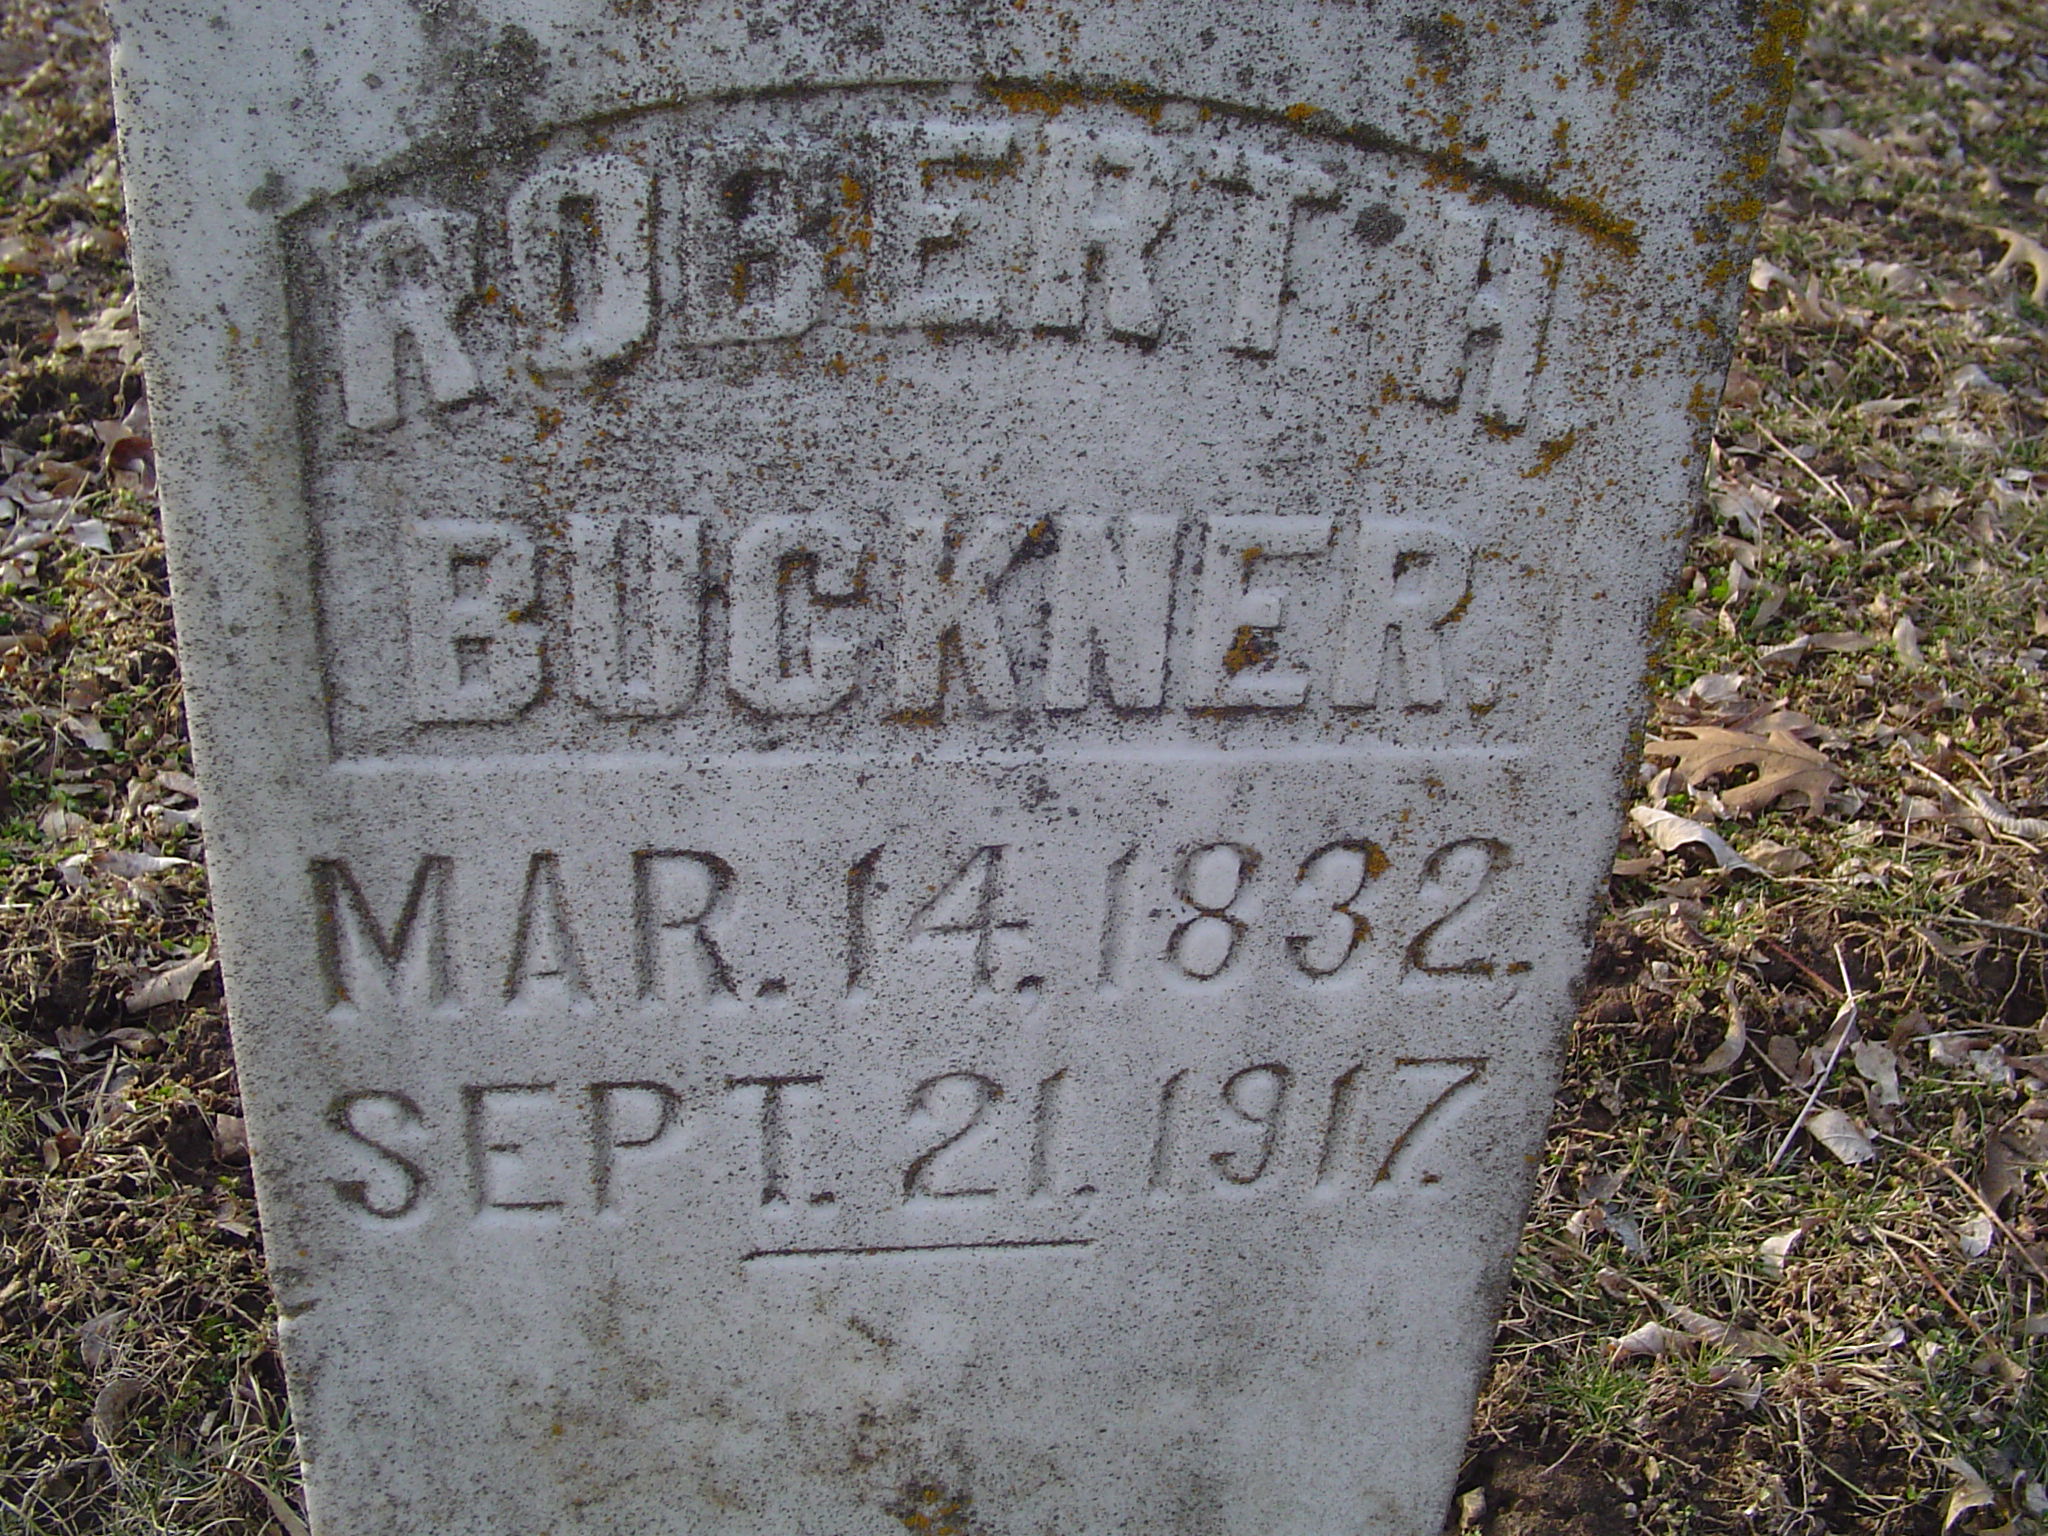 ROBERT H.
BUCKNER.
MAR. 14, 1832,
SEPT. 21, 1917.